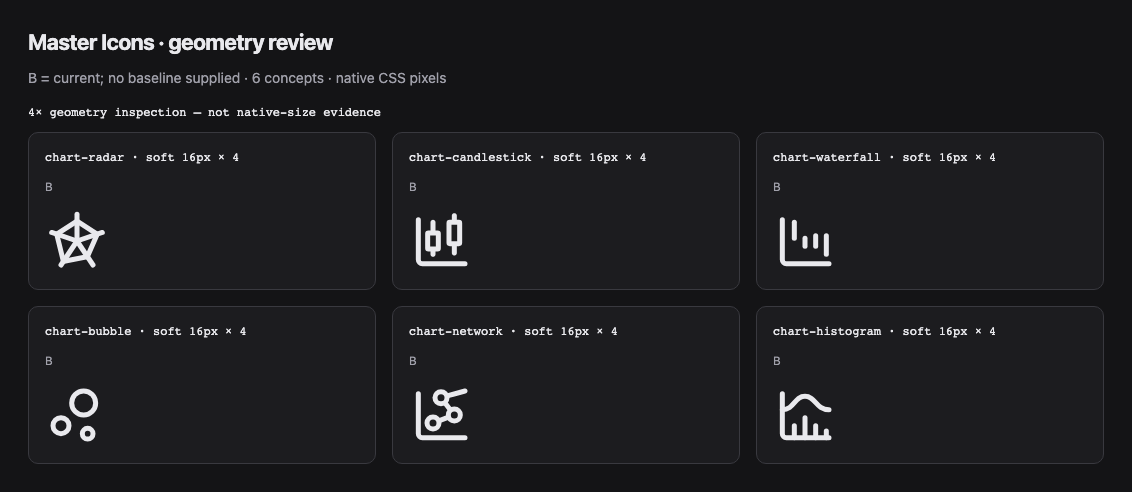 Master Icons · geometry review
B = current; no baseline supplied · 6 concepts · native CSS pixels
4× geometry inspection — not native-size evidence
chart-radar · soft 16px × 4
B
chart-candlestick · soft 16px × 4
B
chart-waterfall · soft 16px × 4
B
chart-bubble · soft 16px × 4
B
chart-network · soft 16px × 4
B
chart-histogram · soft 16px × 4
B